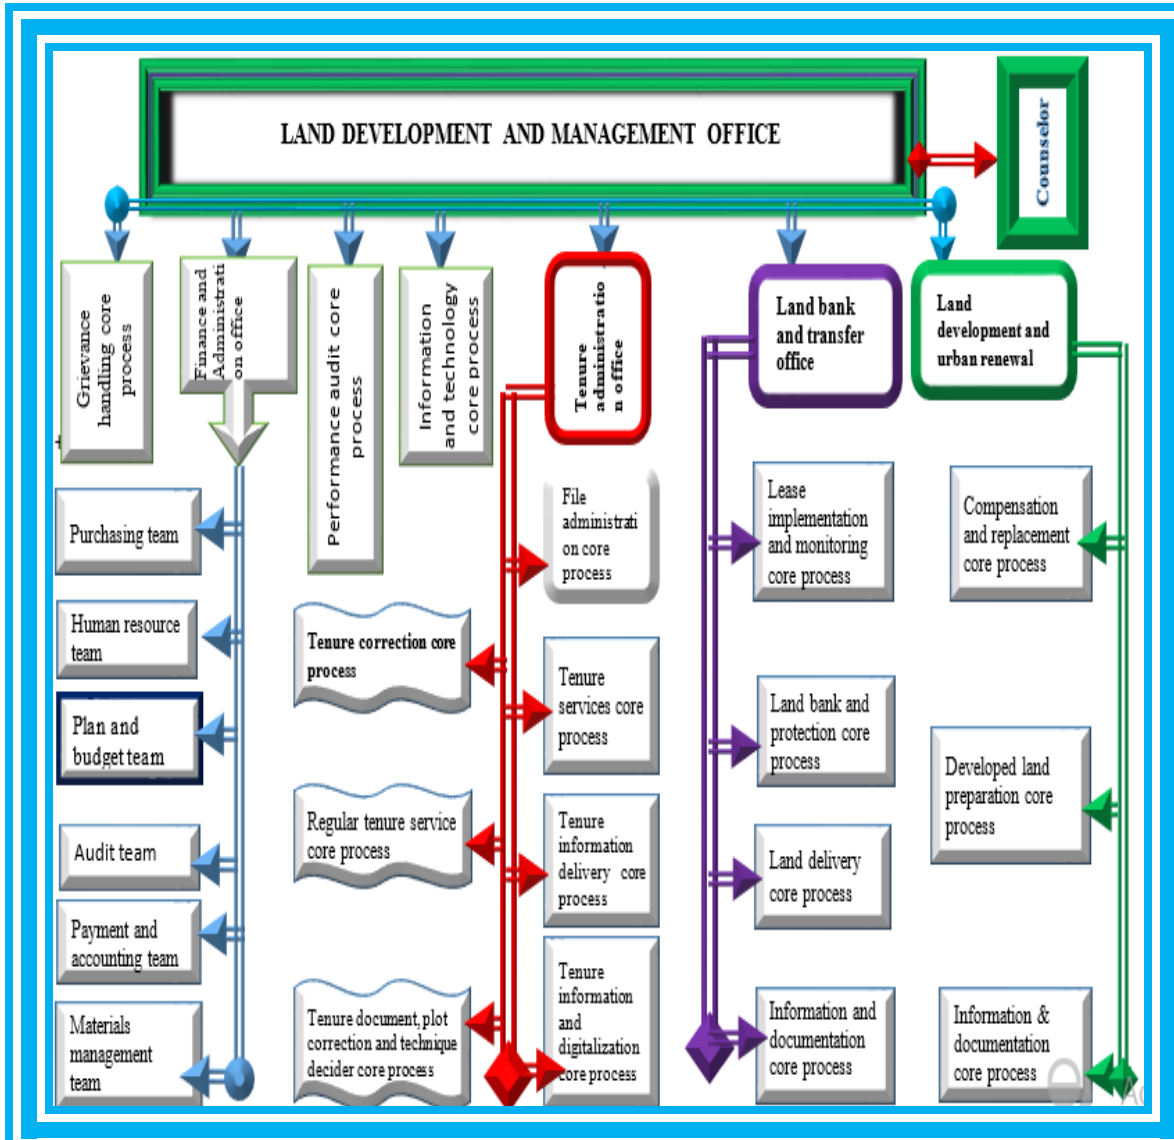 LAND DEVELOPMENT AND MANAGEMENT OFFICE
Counselor
Grievance
handling core
process
Finance and
Administrati
on office
Performance audit core
process
Information
and technology
core process
Tenure
administratio
n office
Land bank
and transfer
office
Land
development and
urban renewal
+
Purchasing team
Human resource
team
Plan and
budget team
Audit team
Payment and
accounting team
Materials
management
team
Tenure correction core
process
Regular tenure service
core process
Tenure document, plot
correction and technique
decider core process
File
administrati
on core
process
Tenure
services core
process
Tenure
information
delivery core
process
Tenure
information
and
digitalization
core process
Lease
implementation
and monitoring
core process
Land bank and
protection core
process
Land delivery
core process
Information and
documentation
core process
Compensation
and replacement
core process
Developed land
preparation core
process
Information &
documentation
core process